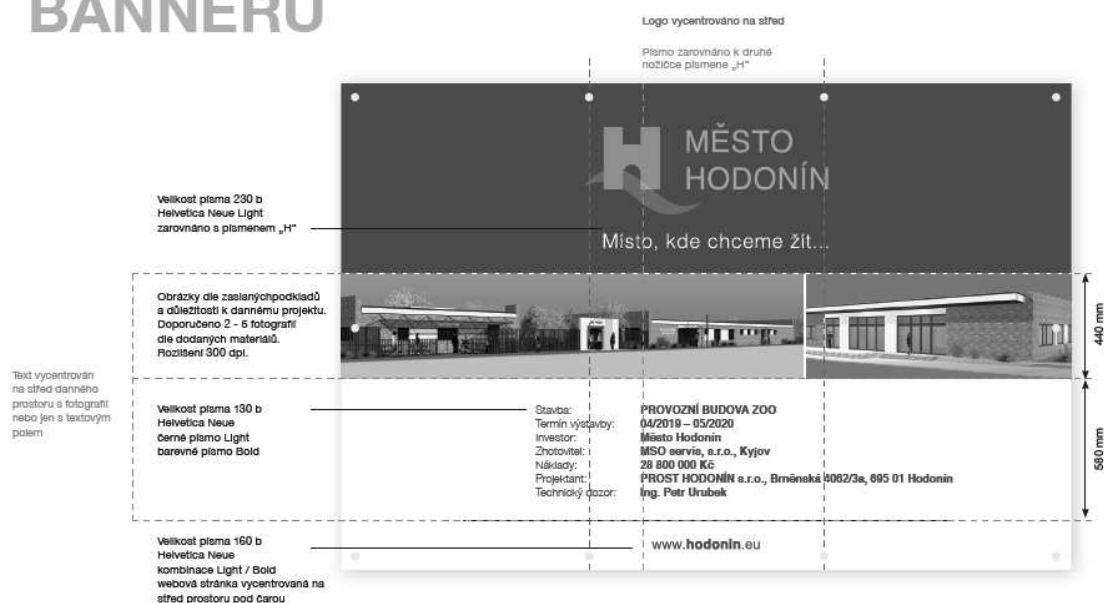 BANNERU
Logo vycentrováno na střed
Písmo zarovnáno k druhé
nožičce písmene „H“
MĚSTO
HODONÍN
Velikost písma 230 b
Helvetica Neue Light
zarovnáno s písmenem „H“
Místo, kde chceme žít...
Obrázky dle zaslanýchpodkladů
a důležitosti k dannému projektu.
Doporučeno 2 - 5 fotografií
dle dodaných materiálů.
Rozlišení 300 dpi.
440 mm
Text vycentrován
na střed danného
prostoru s fotografií
nebo jen s textovým
polem
Velikost písma 130 b
Helvetica Neue
černé písmo Light
barevné písmo Bold
Stavba: PROVOZNÍ BUDOVA ZOO
Termín výstavby: 04/2019 – 05/2020
Investor: Město Hodonín
Zhotovitel: MSO servis, s.r.o., Kyjov
Náklady: 28 800 000 Kč
Projektant: PROST HODONÍN s.r.o., Brněnská 4062/3a, 695 01 Hodonín
Technický dozor: Ing. Petr Urubek
580 mm
Velikost písma 160 b
Helvetica Neue
kombinace Light / Bold
webová stránka vycentrovaná na
střed prostoru pod čarou
www.hodonin.eu